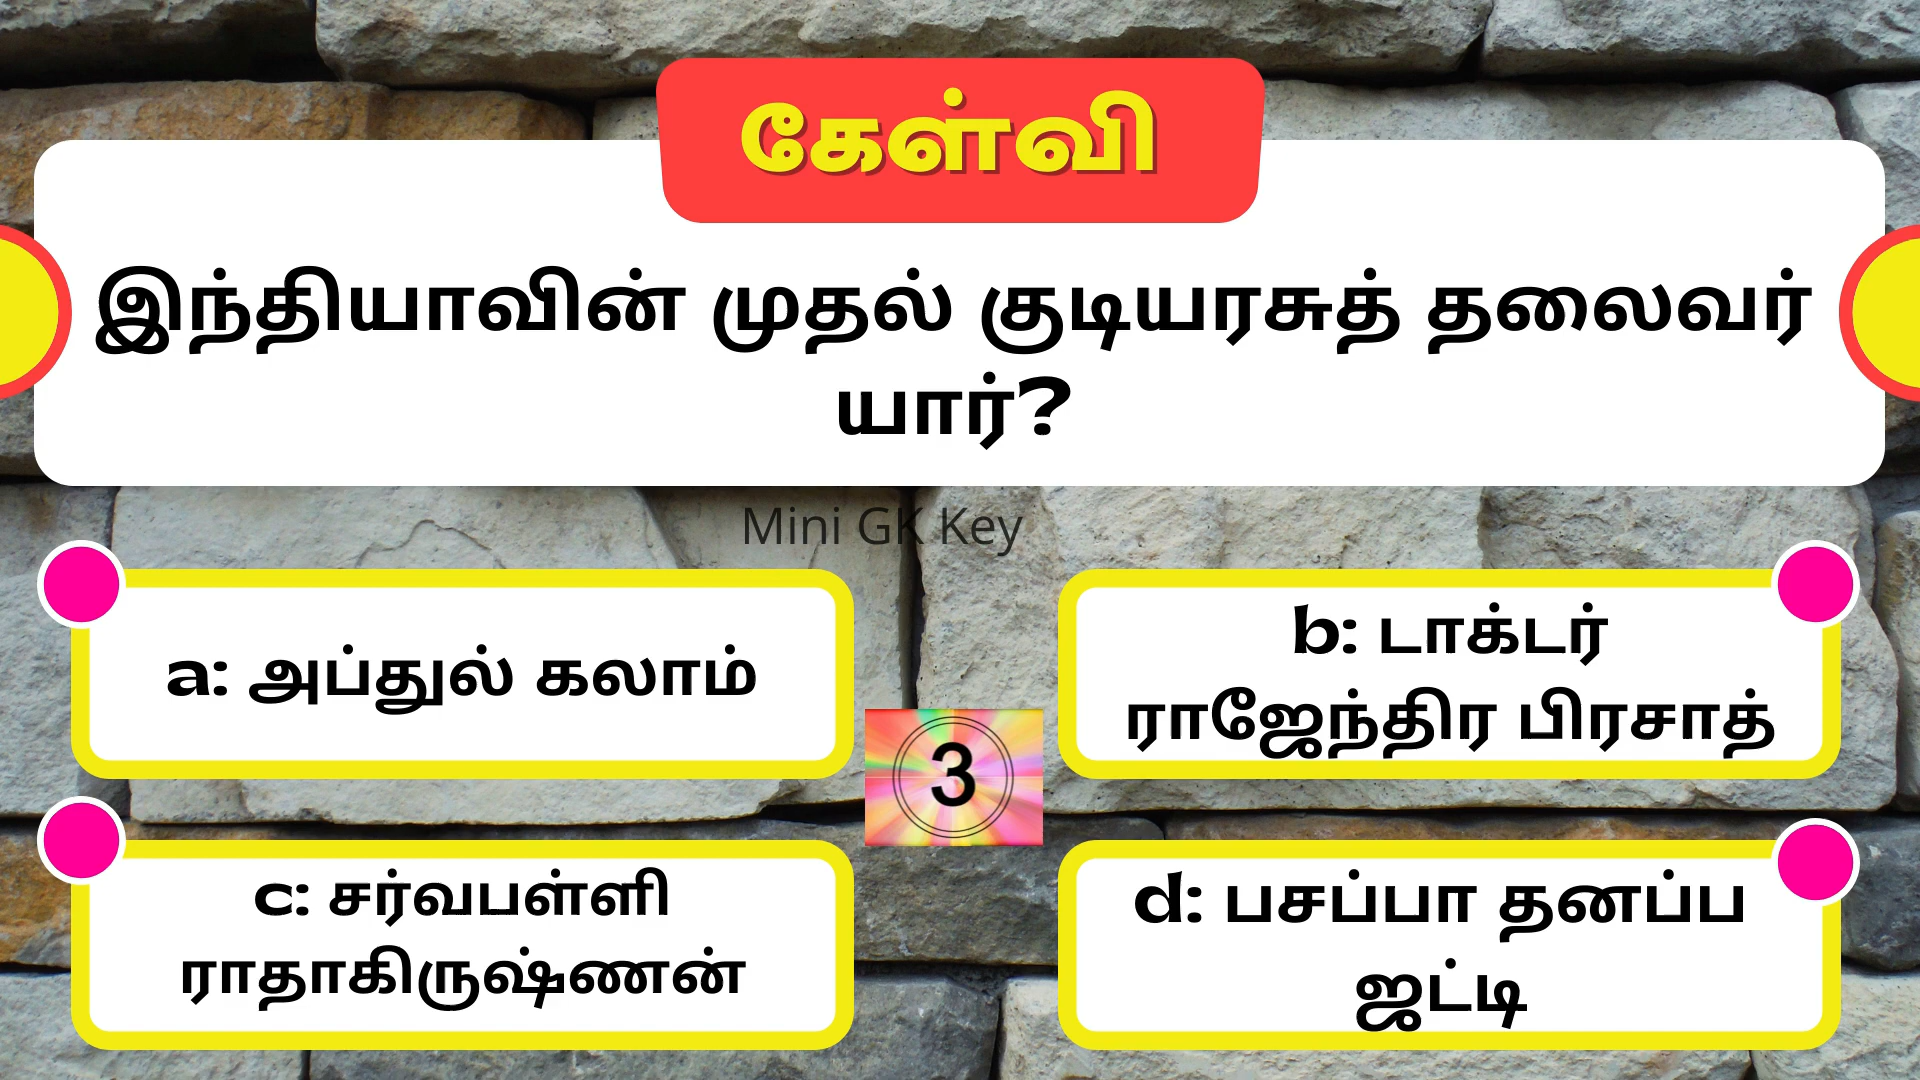 கேள்வி
இந்தியாவின் முதல் குடியரசுத் தலைவர்
யார்?
Mini GK Key
a: அப்துல் கலாம்
b: டாக்டர்
ராஜேந்திர பிரசாத்
3
c: சர்வபள்ளி
ராதாகிருஷ்ணன்
d: பசப்பா தனப்ப
ஜட்டி